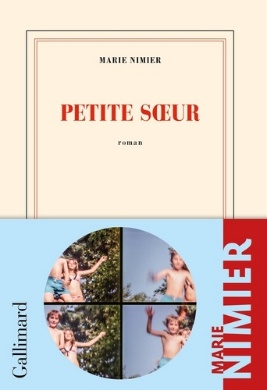 MARIE NIMIER
PETITE SŒUR
roman
Gallimard
MARIE
NIMIER